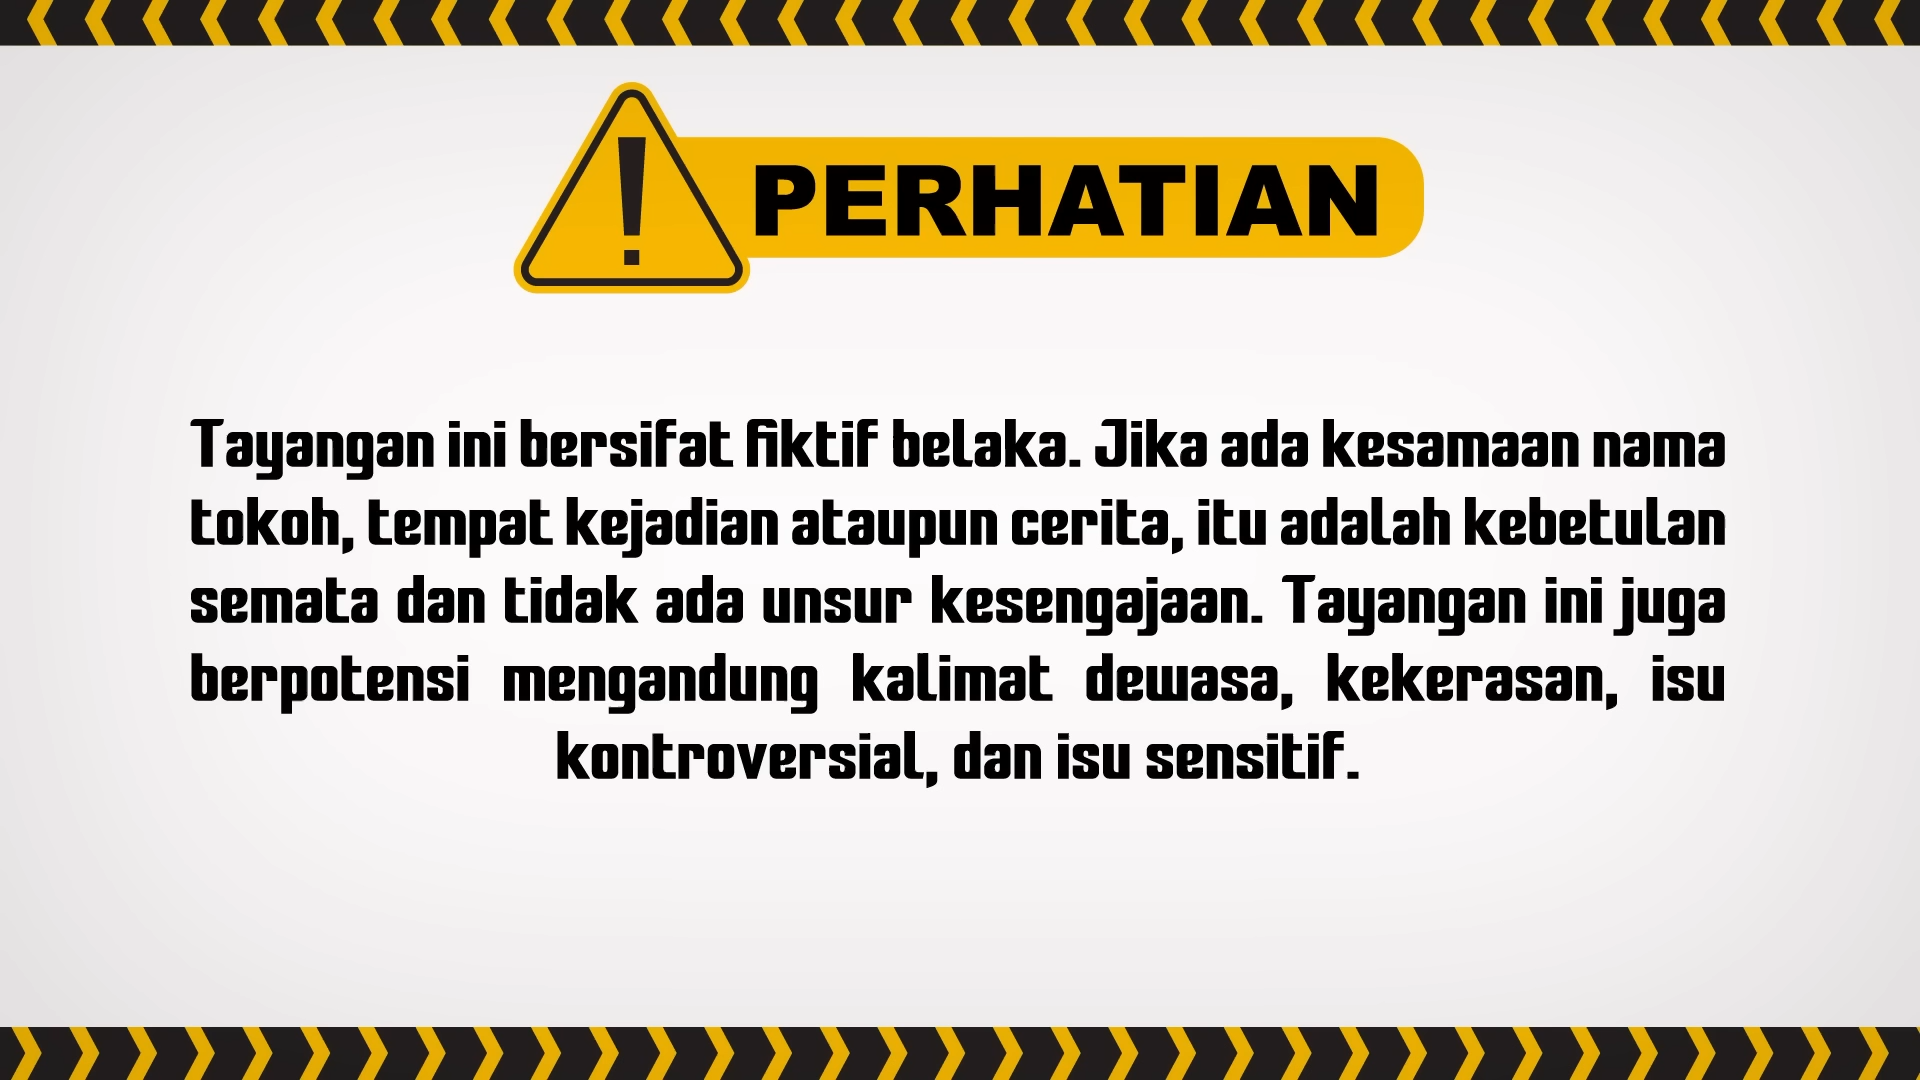 PERHATIAN
Tayangan ini bersifat fiktif belaka. Jika ada kesamaan nama
tokoh, tempat kejadian ataupun cerita, itu adalah kebetulan
semata dan tidak ada unsur kesengajaan. Tayangan ini juga
berpotensi mengandung kalimat dewasa, kekerasan, isu
kontroversial, dan isu sensitif.